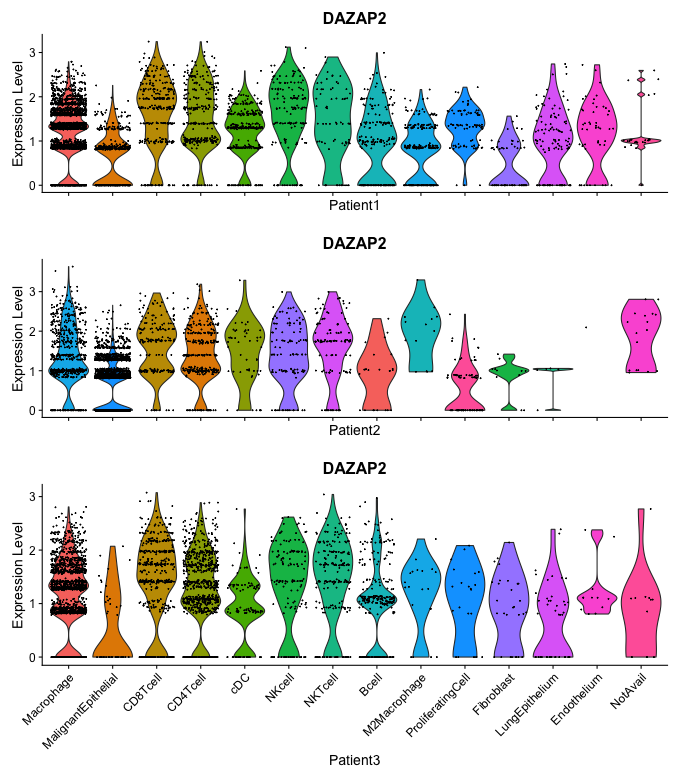 DAZAP2
Expression Level
3
2
1
0
Patient1
DAZAP2
Expression Level
3
2
1
0
Patient2
DAZAP2
Expression Level
3
2
1
0
Macrophage
MalignantEpithelial
CD8Tcell
CD4Tcell
cDC
NKcell
NKTcell
Bcell
M2Macrophage
ProliferatingCell
Fibroblast
LungEpithelium
Endothelium
NotAvail
Patient3